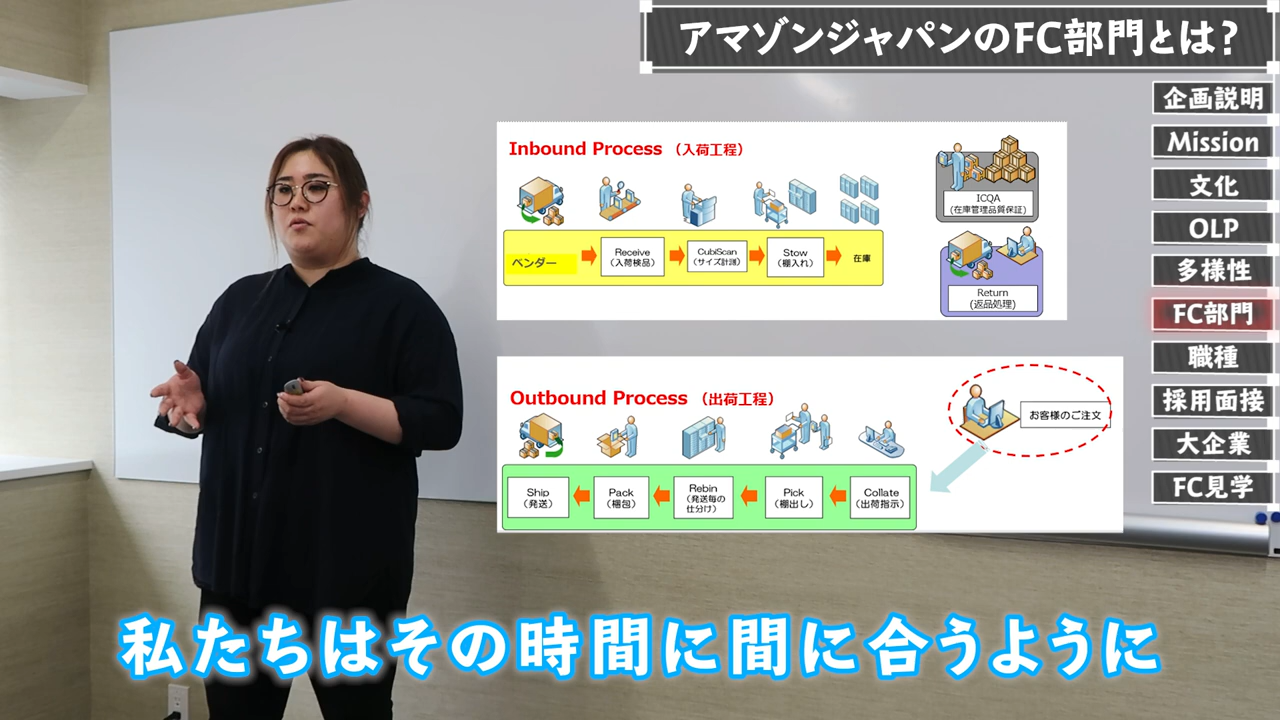 アマゾンジャパンのFC部門とは？
企画説明
Mission
文化
OLP
多様性
FC部門
職種
採用面接
大企業
FC見学
Inbound Process （入荷工程）
ベンダー
Receive
（入荷検品）
CubiScan
（サイズ計測）
Stow
（棚入れ）
在庫
ICQA
（在庫管理品質保証）
Return
（返品処理）
Outbound Process （出荷工程）
お客様のご注文
Ship
（発送）
Pack
（梱包）
Rebin
（発送毎の
仕分け）
Pick
（棚出し）
Collate
（出荷指示）
私たちはその時間に間に合うように